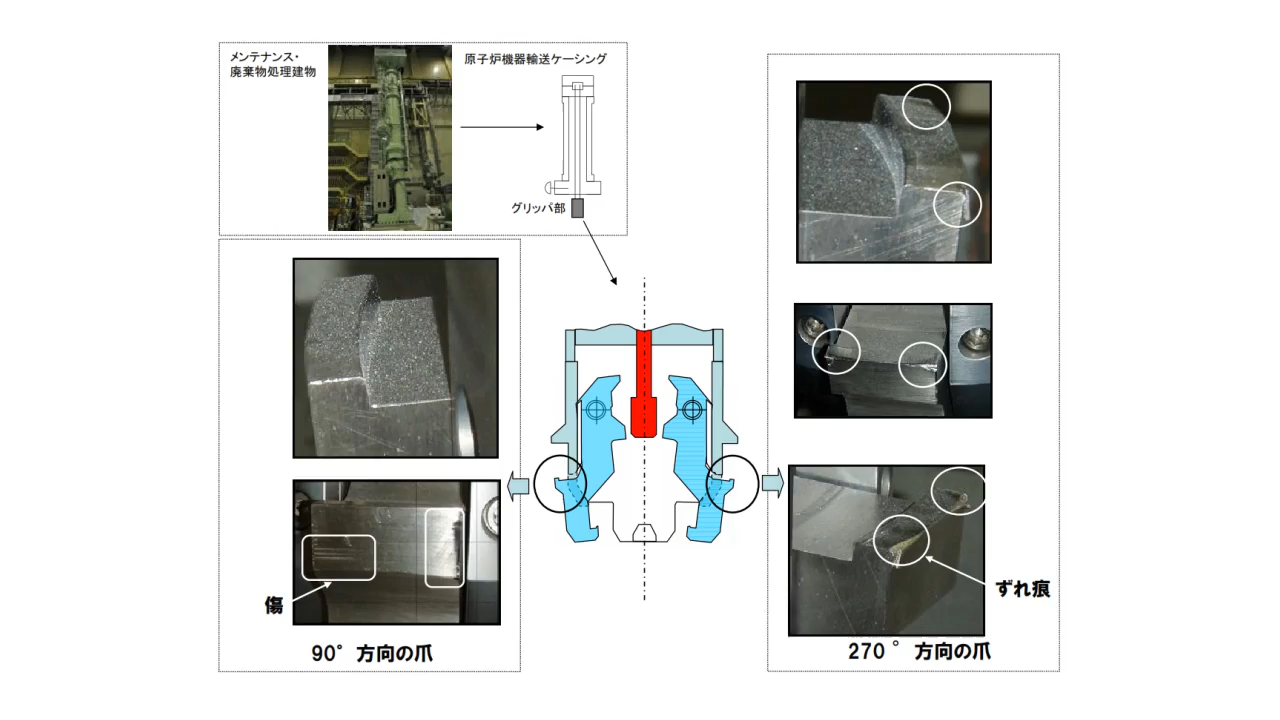 メンテナンス・
廃棄物処理建物
原子炉機器輸送ケーシング
グリッパ部
傷
90°方向の爪
ずれ痕
270°方向の爪